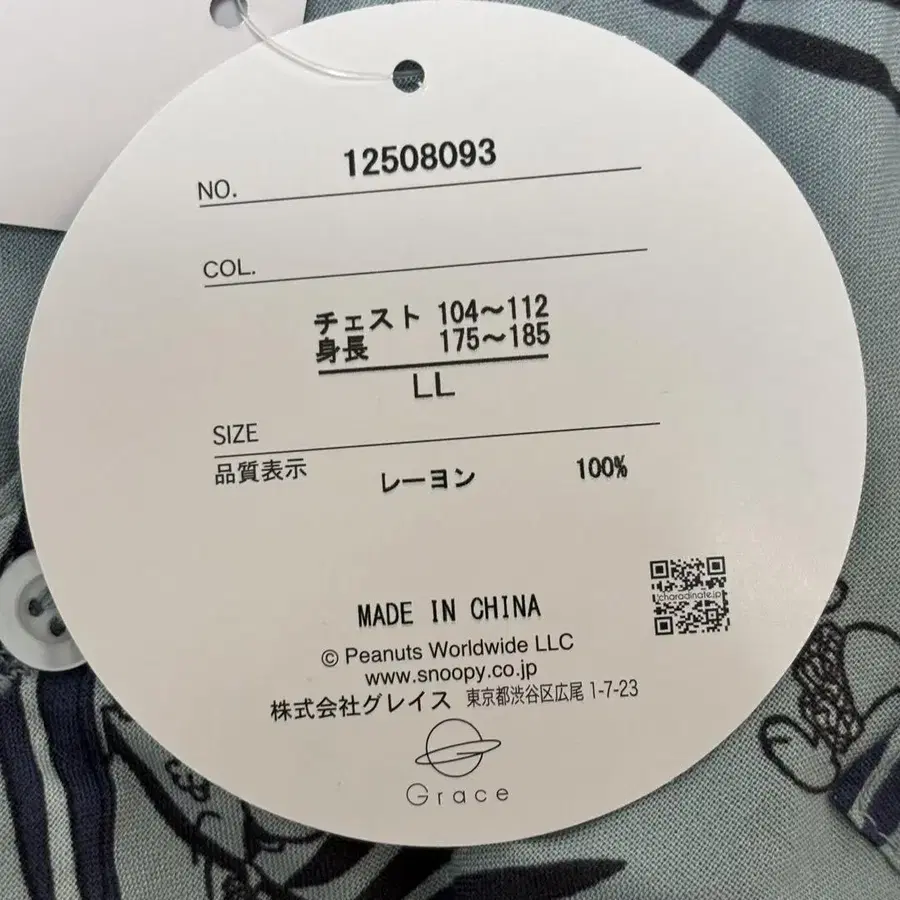 NO. 12508093
COL.
チェスト 104～112
身長 175～185
LL
SIZE
品質表示 レーヨン 100%
charadinate.jp
MADE IN CHINA
© Peanuts Worldwide LLC
www.snoopy.co.jp
株式会社グレイス 東京都渋谷区広尾 1-7-23
Grace